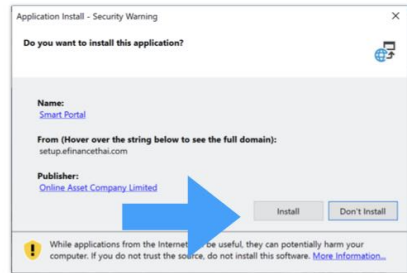 Application Install - Security Warning
Do you want to install this application?
Name:
Smart Portal
From (Hover over the string below to see the full domain):
setup.efinancethai.com
Publisher:
Online Asset Company Limited
Install
Don't Install
While applications from the Internet be useful, they can potentially harm your
computer. If you do not trust the source, do not install this software. More Information...